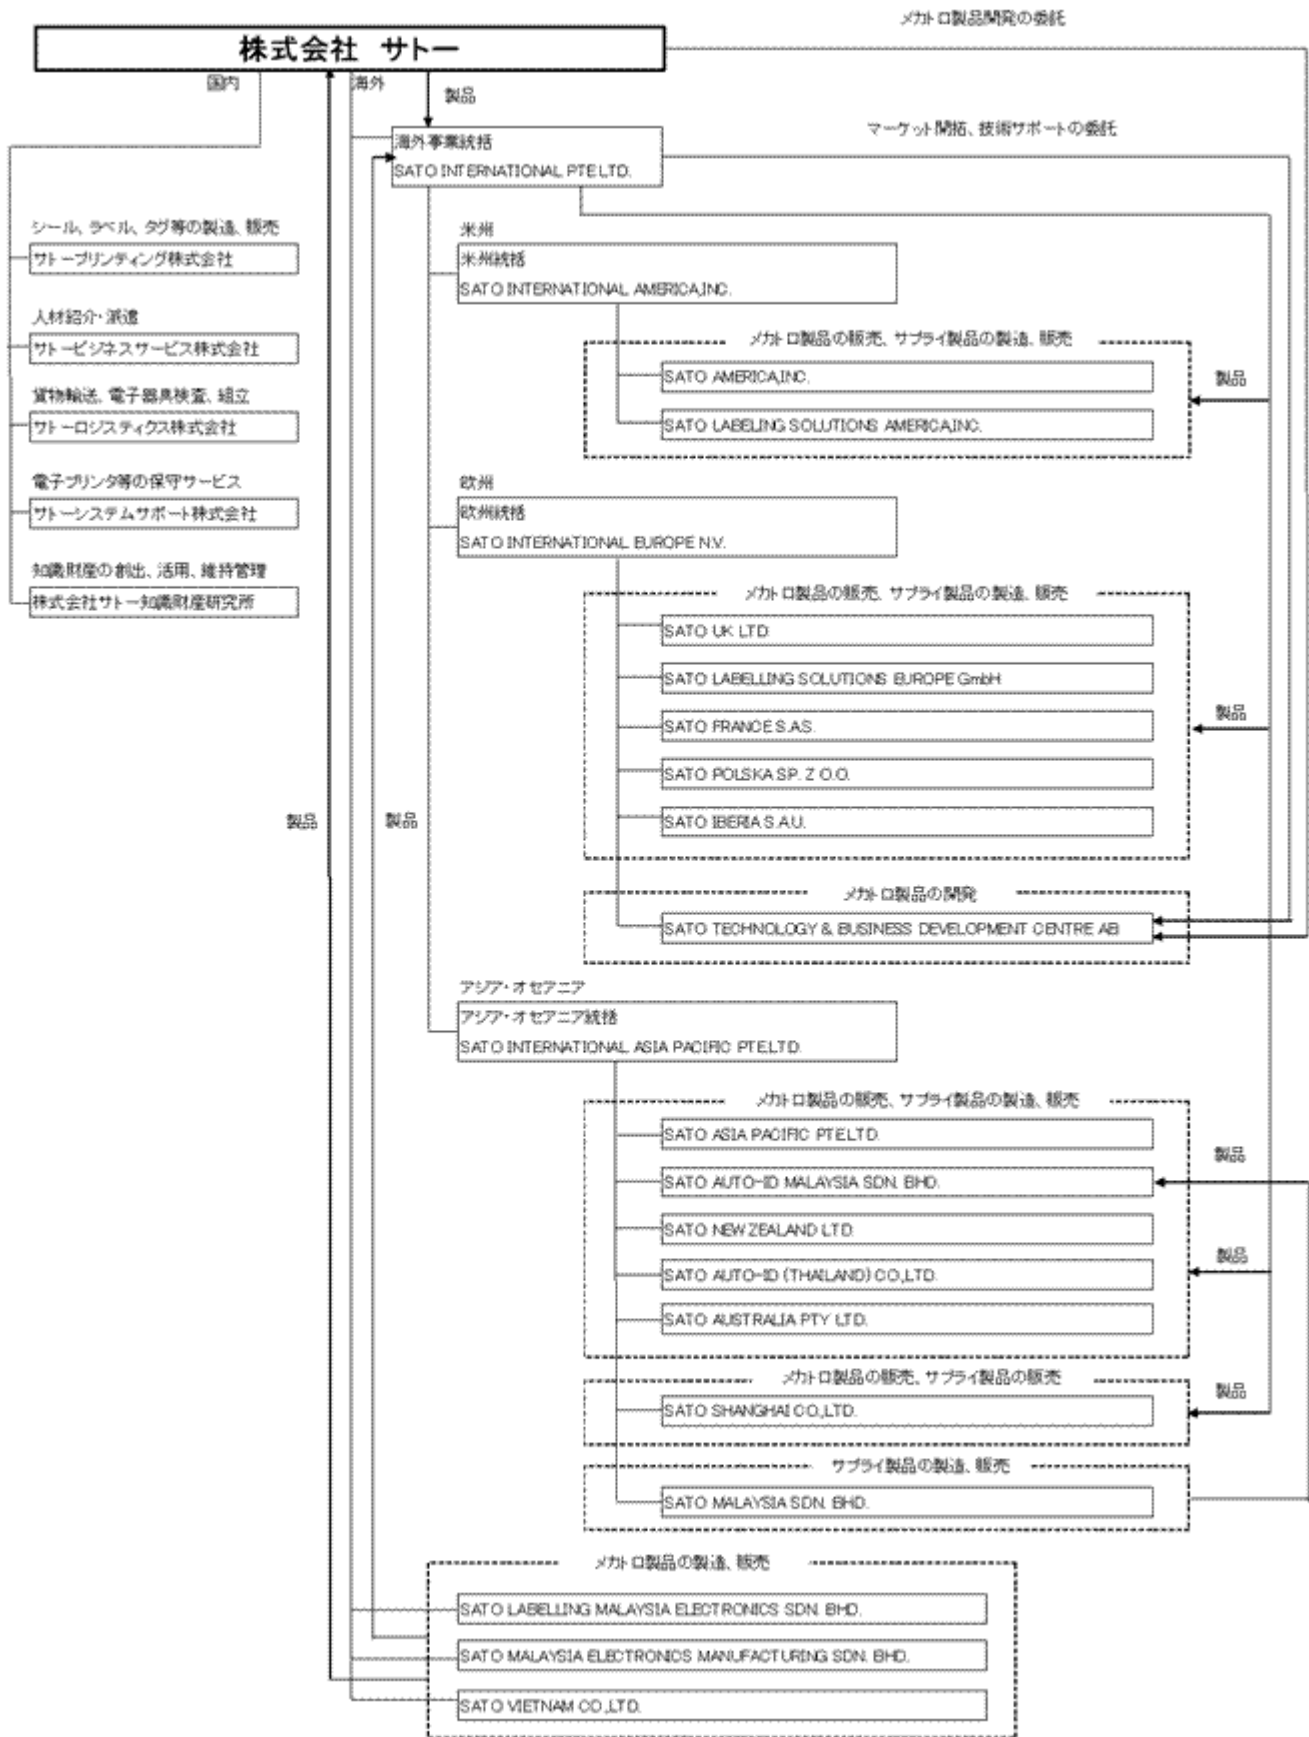 メカトロ製品開発の委託
株式会社 サトー
国内
海外
製品
海外事業統括
SATO INTERNATIONAL PTE.LTD.
マーケット開拓、技術サポートの委託
シール、ラベル、タグ等の製造、販売
サトープリンティング株式会社
人材紹介・派遣
サトービジネスサービス株式会社
貨物輸送、電子器具検査、組立
サトーロジスティクス株式会社
電子プリンタ等の保守サービス
サトーシステムサポート株式会社
知識財産の創出、活用、維持管理
株式会社サトー知識財産研究所
米州
米州統括
SATO INTERNATIONAL AMERICA,INC.
メカトロ製品の販売、サプライ製品の製造、販売
SATO AMERICA,INC.
SATO LABELING SOLUTIONS AMERICA,INC.
製品
欧州
欧州統括
SATO INTERNATIONAL EUROPE N.V.
メカトロ製品の販売、サプライ製品の製造、販売
SATO UK LTD.
SATO LABELLING SOLUTIONS EUROPE GmbH
SATO FRANCE S.A.S.
SATO POLSKA SP. Z O.O.
SATO IBERIA S.A.U.
製品
製品
製品
メカトロ製品の開発
SATO TECHNOLOGY & BUSINESS DEVELOPMENT CENTRE AB
アジア・オセアニア
アジア・オセアニア統括
SATO INTERNATIONAL ASIA PACIFIC PTE.LTD.
メカトロ製品の販売、サプライ製品の製造、販売
SATO ASIA PACIFIC PTE.LTD.
SATO AUTO-ID MALAYSIA SDN. BHD.
SATO NEW ZEALAND LTD.
SATO AUTO-ID (THAILAND) CO.,LTD.
SATO AUSTRALIA PTY LTD.
製品
製品
メカトロ製品の販売、サプライ製品の販売
SATO SHANGHAI CO.,LTD.
製品
サプライ製品の製造、販売
SATO MALAYSIA SDN. BHD.
メカトロ製品の製造、販売
SATO LABELLING MALAYSIA ELECTRONICS SDN. BHD.
SATO MALAYSIA ELECTRONICS MANUFACTURING SDN. BHD.
SATO VIETNAM CO.,LTD.